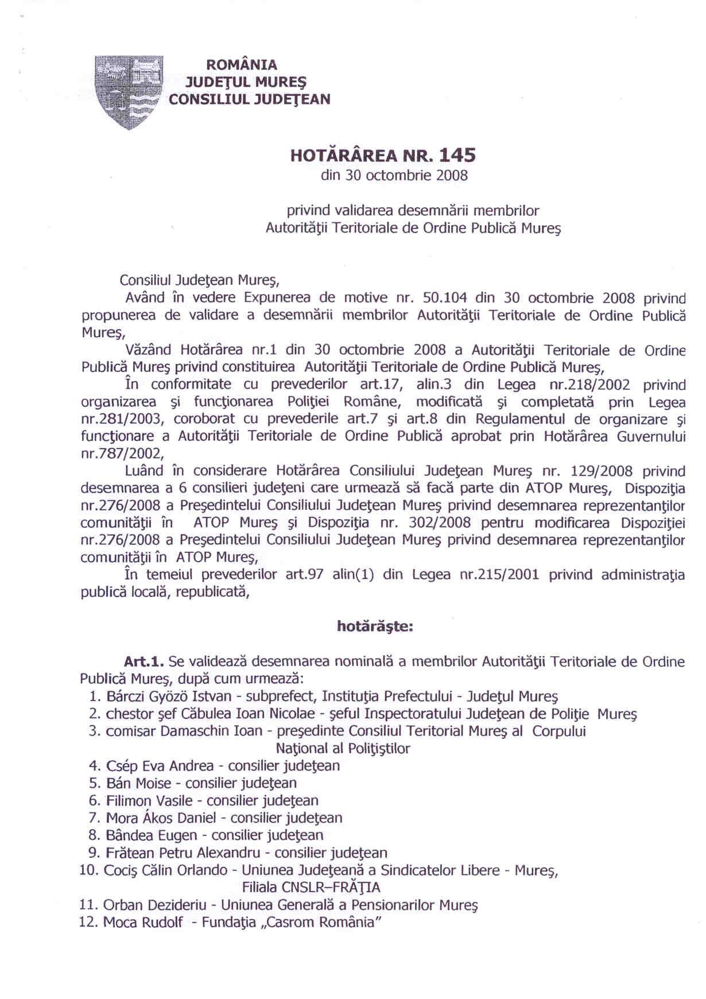 ROMÂNIA
JUDEŢUL MUREŞ
CONSILIUL JUDEŢEAN
HOTĂRÂREA NR. 145
din 30 octombrie 2008
privind validarea desemnării membrilor
Autorităţii Teritoriale de Ordine Publică Mureş
Consiliul Judeţean Mureş,
Având în vedere Expunerea de motive nr. 50.104 din 30 octombrie 2008 privind
propunerea de validare a desemnării membrilor Autorităţii Teritoriale de Ordine Publică
Mureş,
Văzând Hotărârea nr.1 din 30 octombrie 2008 a Autorităţii Teritoriale de Ordine
Publică Mureş privind constituirea Autorităţii Teritoriale de Ordine Publică Mureş,
În conformitate cu prevederilor art.17, alin.3 din Legea nr.218/2002 privind
organizarea şi funcţionarea Poliţiei Române, modificată şi completată prin Legea
nr.281/2003, coroborat cu prevederile art.7 şi art.8 din Regulamentul de organizare şi
funcţionare a Autorităţii Teritoriale de Ordine Publică aprobat prin Hotărârea Guvernului
nr.787/2002,
Luând în considerare Hotărârea Consiliului Judeţean Mureş nr. 129/2008 privind
desemnarea a 6 consilieri judeţeni care urmează să facă parte din ATOP Mureş, Dispoziţia
nr.276/2008 a Preşedintelui Consiliului Judeţean Mureş privind desemnarea reprezentanţilor
comunităţii în ATOP Mureş şi Dispoziţia nr. 302/2008 pentru modificarea Dispoziţiei
nr.276/2008 a Preşedintelui Consiliului Judeţean Mureş privind desemnarea reprezentanţilor
comunităţii în ATOP Mureş,
În temeiul prevederilor art.97 alin(1) din Legea nr.215/2001 privind administraţia
publică locală, republicată,
hotărăşte:
Art.1. Se validează desemnarea nominală a membrilor Autorităţii Teritoriale de Ordine
Publică Mureş, după cum urmează:
1. Bárczi Gyözö Istvan - subprefect, Instituţia Prefectului - Judeţul Mureş
2. chestor şef Căbulea Ioan Nicolae - şeful Inspectoratului Judeţean de Poliţie Mureş
3. comisar Damaschin Ioan - preşedinte Consiliul Teritorial Mureş al Corpului
Naţional al Poliţiştilor
4. Csép Eva Andrea - consilier judeţean
5. Bán Moise - consilier judeţean
6. Filimon Vasile - consilier judeţean
7. Mora Ákos Daniel - consilier judeţean
8. Bândea Eugen - consilier judeţean
9. Frătean Petru Alexandru - consilier judeţean
10. Cociş Călin Orlando - Uniunea Judeţeană a Sindicatelor Libere - Mureş,
Filiala CNSLR–FRĂŢIA
11. Orban Dezideriu - Uniunea Generală a Pensionarilor Mureş
12. Moca Rudolf - Fundaţia „Casrom România"